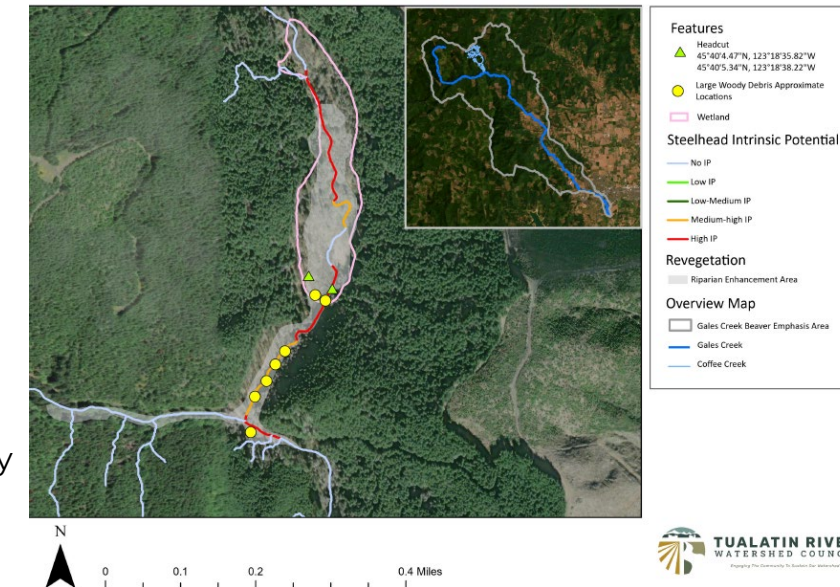 Features
Headcut
45°40'4.47"N, 123°18'35.82"W
45°40'5.34"N, 123°18'38.22"W
Large Woody Debris Approximate
Locations
Wetland
Steelhead Intrinsic Potential
No IP
Low IP
Low-Medium IP
Medium-high IP
High IP
Revegetation
Riparian Enhancement Area
Overview Map
Gales Creek Beaver Emphasis Area
Gales Creek
Coffee Creek
y
N
0 0.1 0.2 0.4 Miles
TUALATIN RIVE
WATERSHED COUNC